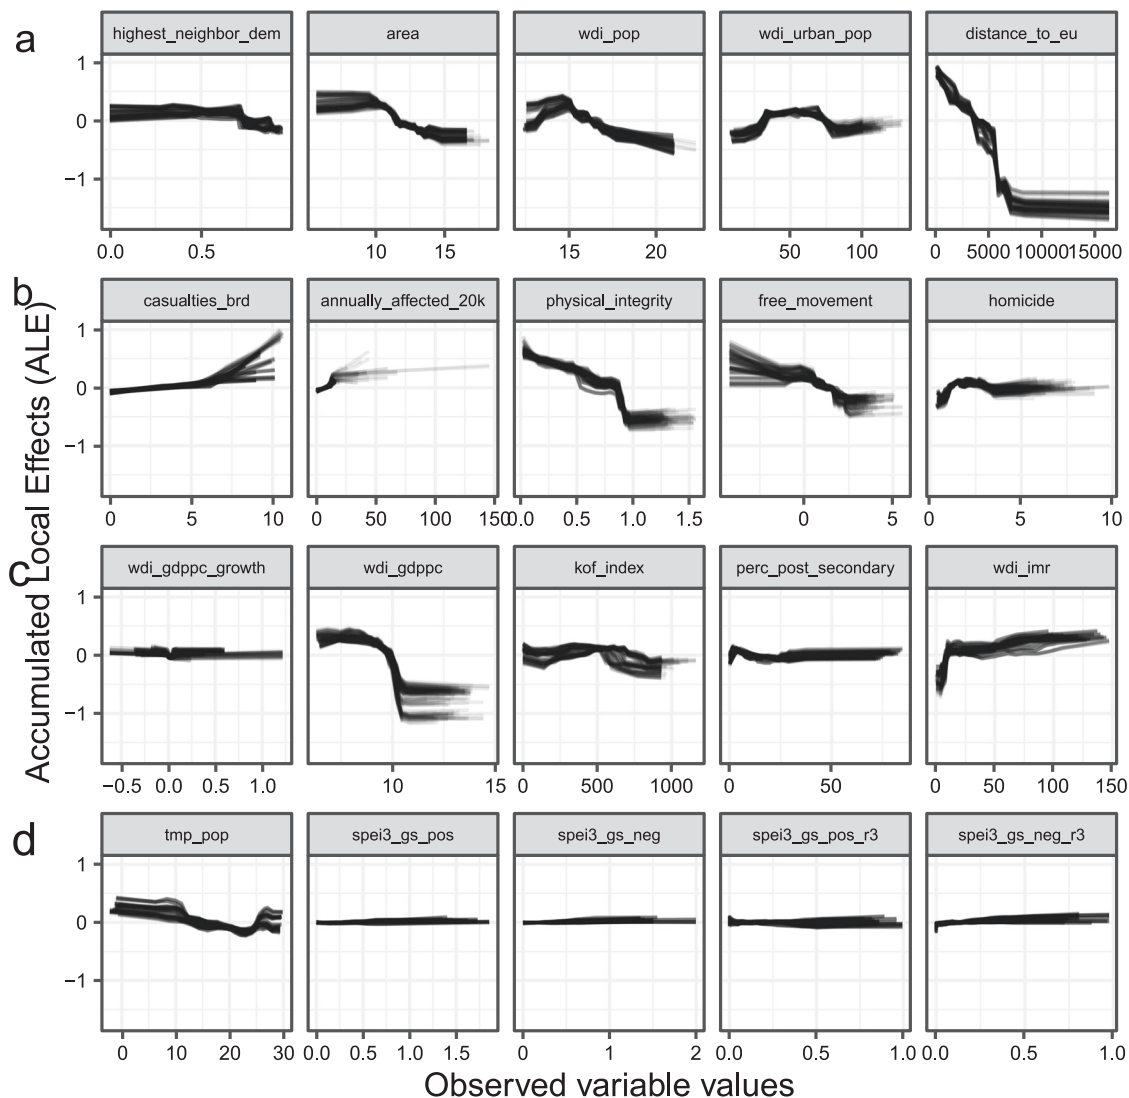 a
highest_neighbor_dem area wdi_pop wdi_urban_pop distance_to_eu
1
0
−1
0.0 0.5 10 15 15 20 50 100 0 5000 10000 15000
b
casualties_brd annually_affected_20k physical_integrity free_movement homicide
1
0
−1
0 5 10 0 50 100 150 0.0 0.5 1.0 1.5 0 5 0 5 10
c
wdi_gdppc_growth wdi_gdppc kof_index perc_post_secondary wdi_imr
1
0
−1
−0.5 0.0 0.5 1.0 10 15 0 500 1000 0 50 0 50 100 150
d
tmp_pop spei3_gs_pos spei3_gs_neg spei3_gs_pos_r3 spei3_gs_neg_r3
1
0
−1
0 10 20 30 0.0 0.5 1.0 1.5 0 1 2 0.0 0.5 1.0 0.0 0.5 1.0
Accumulated Local Effects (ALE)
Observed variable values